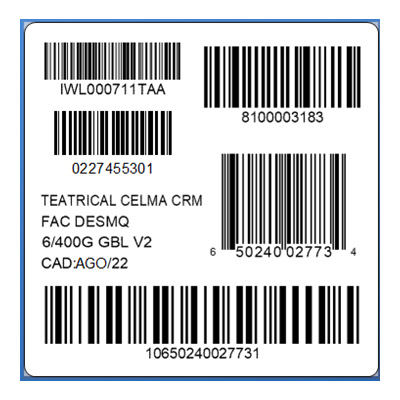 IWL000711TAA
8100003183
0227455301
TEATRICAL CELMA CRM
FAC DESMQ
6/400G GBL V2
CAD:AGO/22
6 50240 02773 4
10650240027731